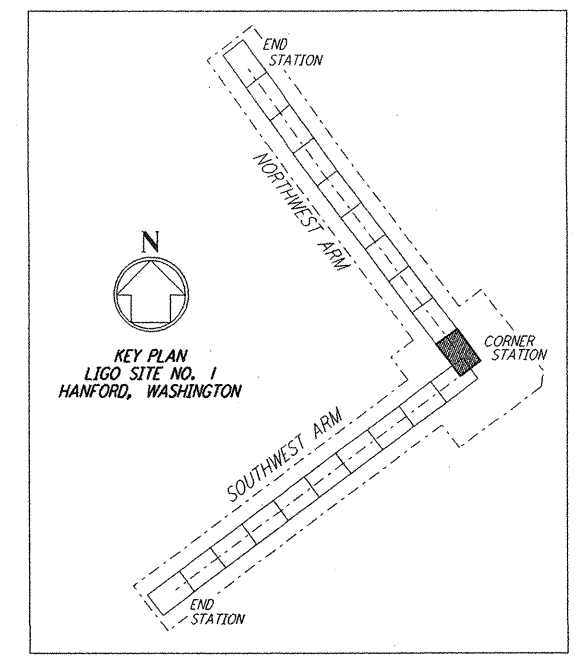 END
STATION
NORTHWEST ARM
N
CORNER
STATION
KEY PLAN
LIGO SITE NO. 1
HANFORD, WASHINGTON
SOUTHWEST ARM
END
STATION